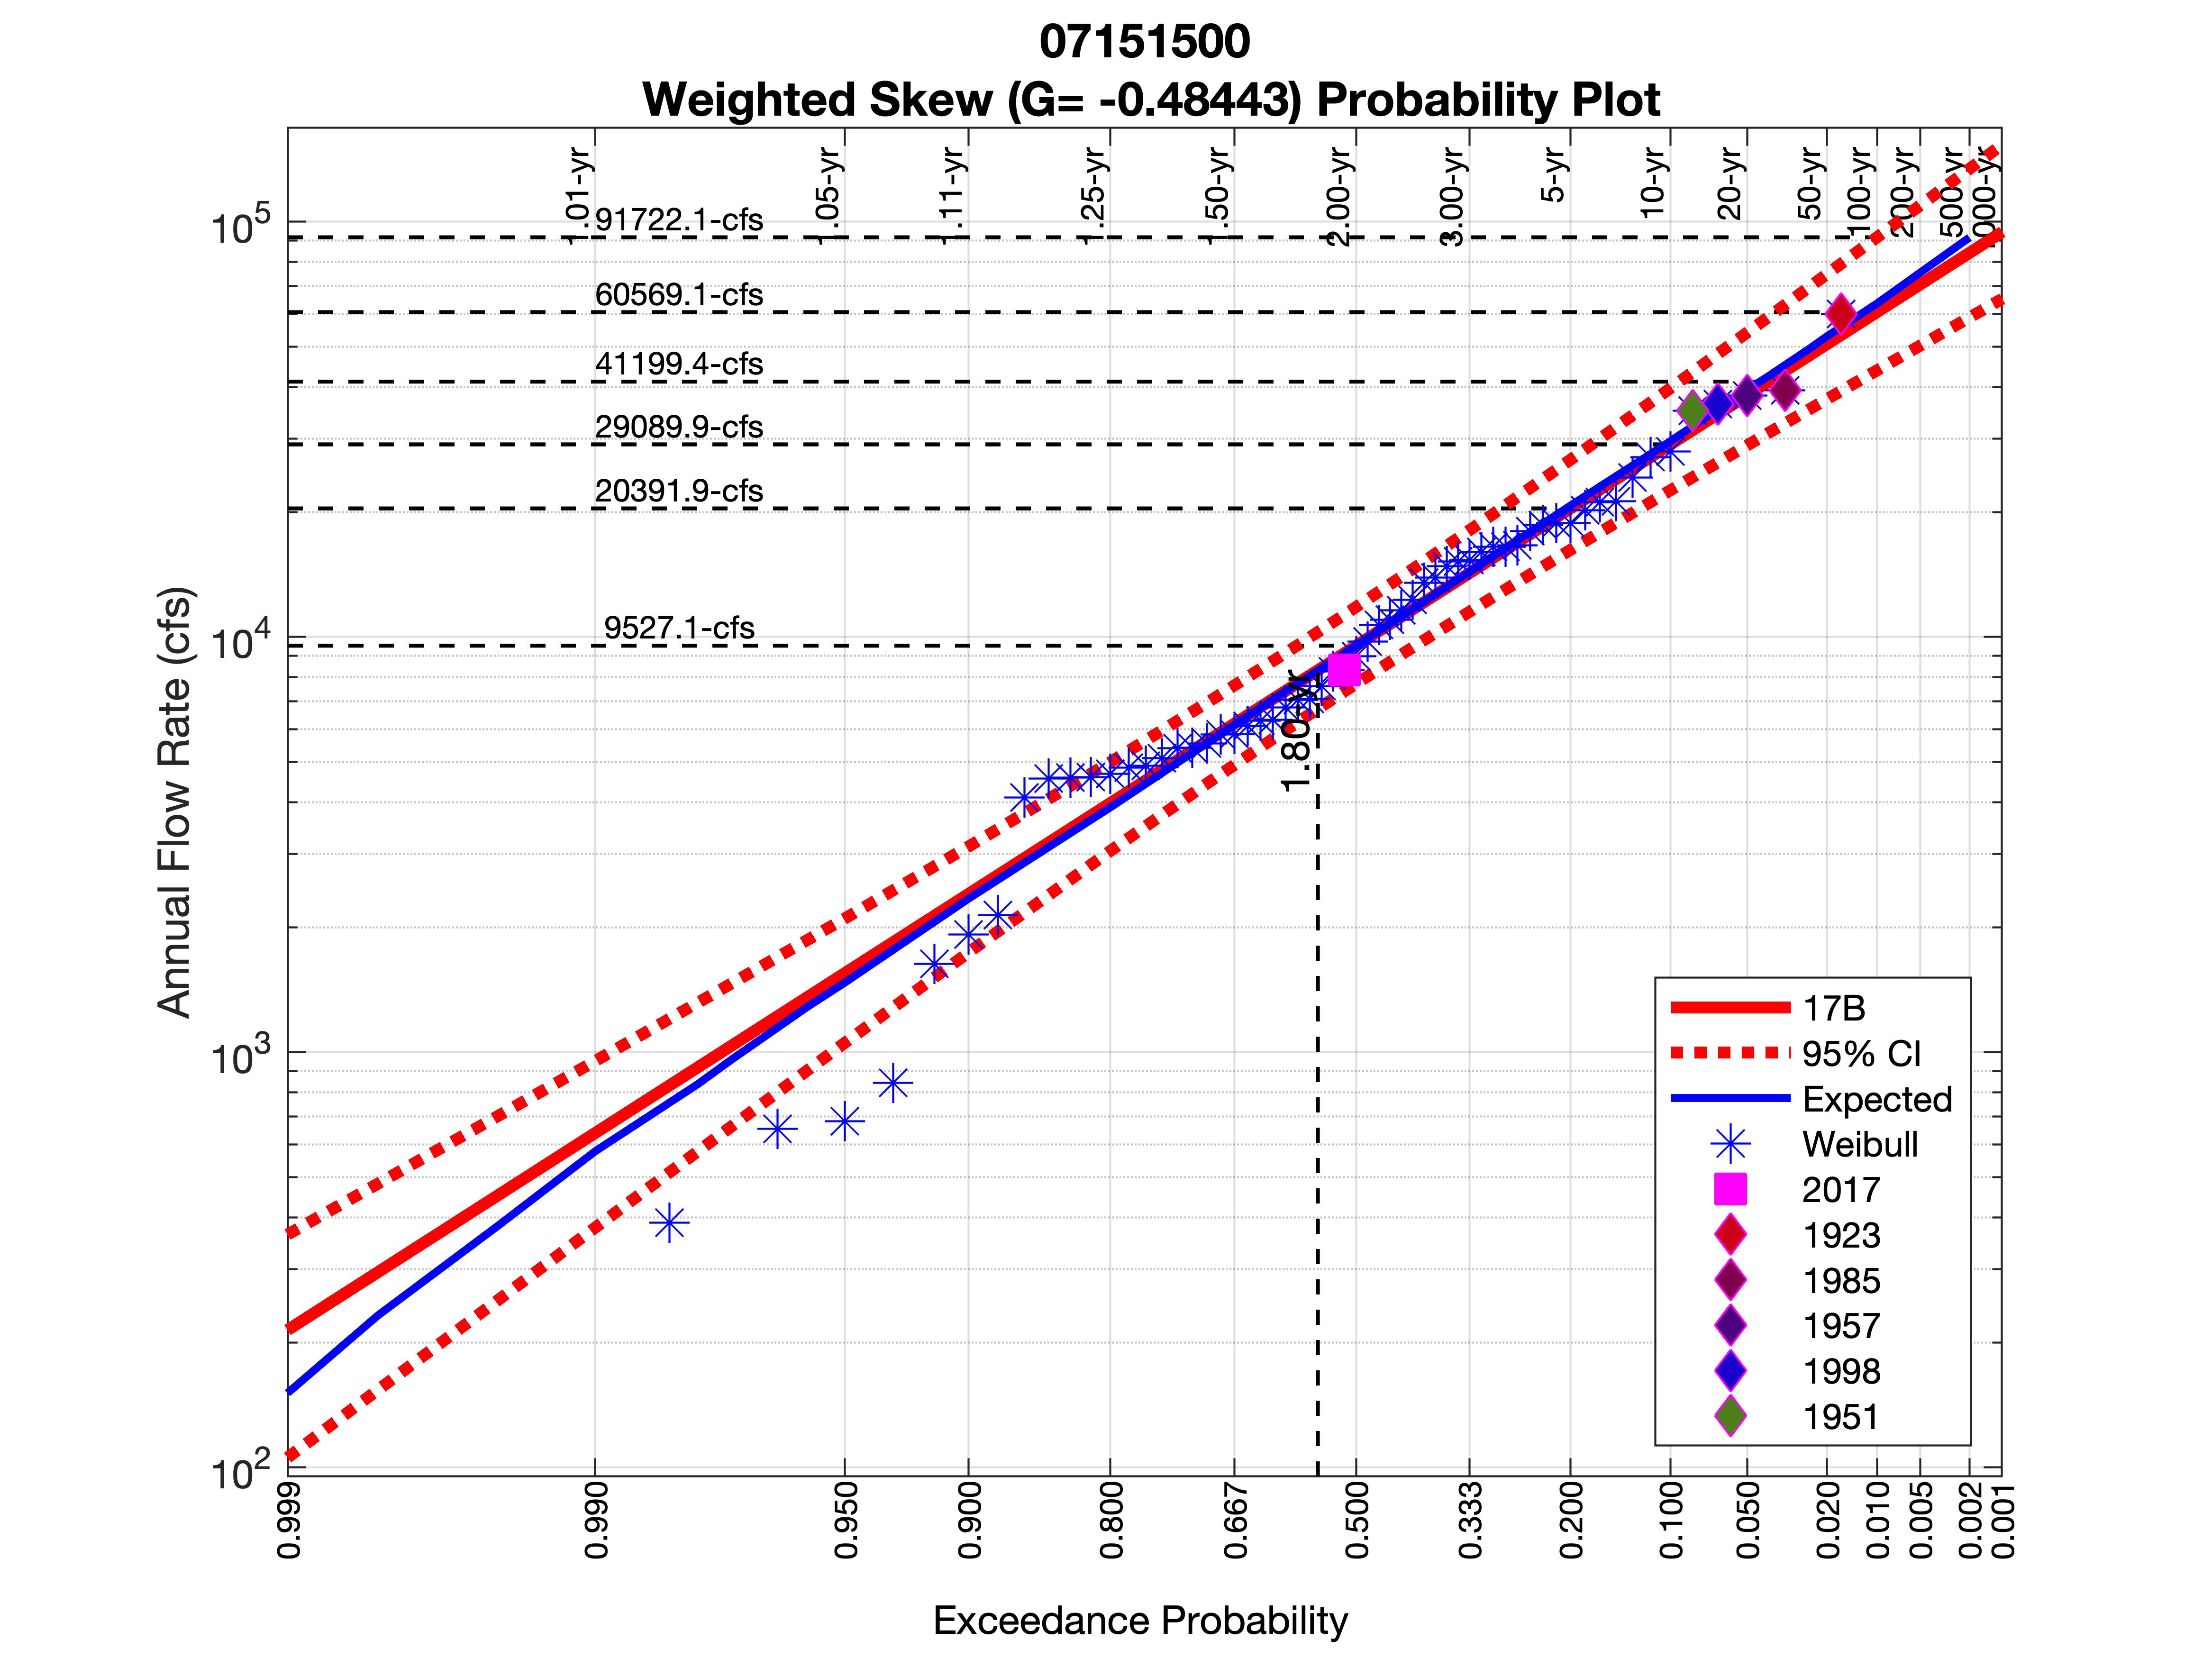 07151500
Weighted Skew (G= -0.48443) Probability Plot
1.01-yr
1.05-yr
1.11-yr
1.25-yr
1.50-yr
2.00-yr
3.00-yr
5-yr
10-yr
20-yr
50-yr
100-yr
200-yr
500-yr
000-yr
10^5
10^4
10^3
10^2
91722.1-cfs
60569.1-cfs
41199.4-cfs
29089.9-cfs
20391.9-cfs
9527.1-cfs
1.80-yr
Annual Flow Rate (cfs)
17B
95% CI
Expected
Weibull
2017
1923
1985
1957
1998
1951
0.999
0.990
0.950
0.900
0.800
0.667
0.500
0.333
0.200
0.100
0.050
0.020
0.010
0.005
0.002
0.001
Exceedance Probability